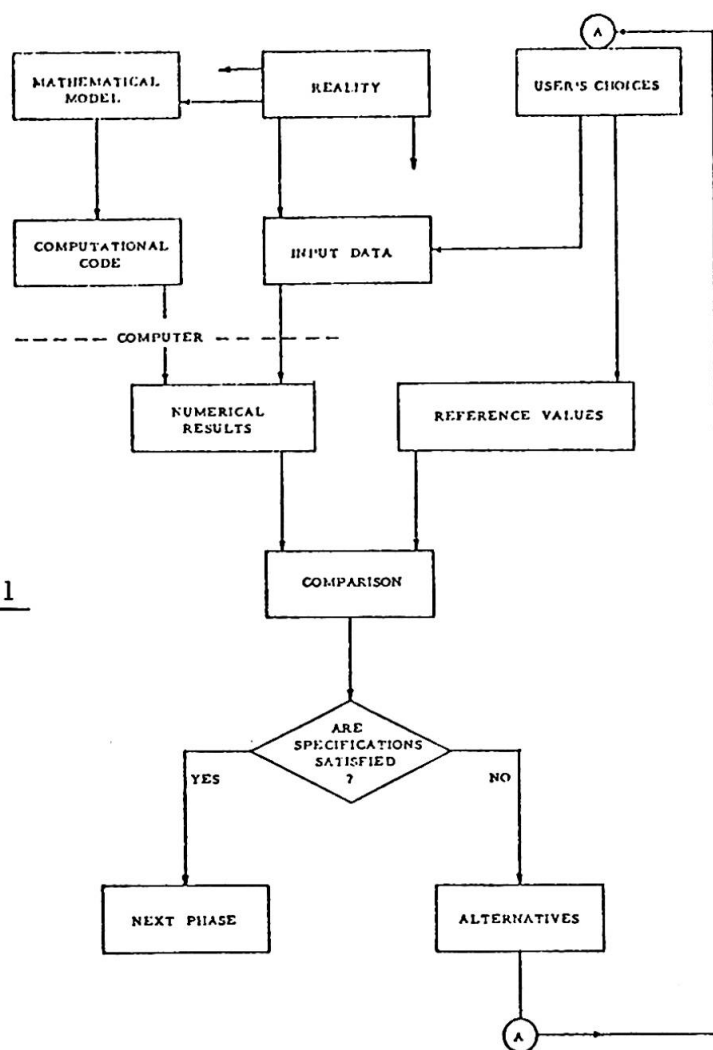 A
MATHEMATICAL
MODEL
REALITY
USER'S CHOICES
COMPUTATIONAL
CODE
INPUT DATA
COMPUTER
NUMERICAL
RESULTS
REFERENCE VALUES
COMPARISON
1
ARE
SPECIFICATIONS
SATISFIED
?
YES
NO
NEXT PHASE
ALTERNATIVES
A